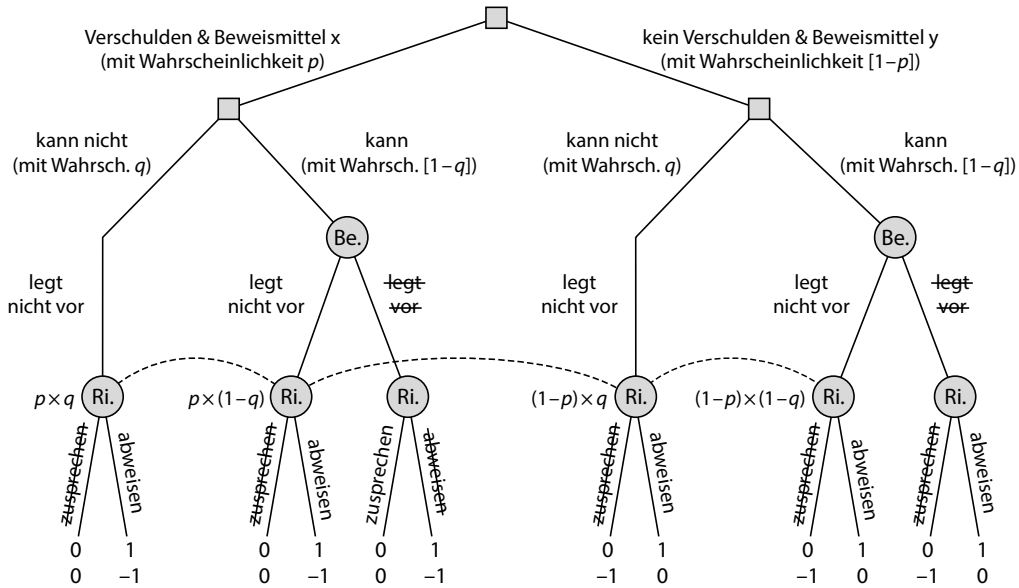 Verschulden & Beweismittel x
(mit Wahrscheinlichkeit p)
kein Verschulden & Beweismittel y
(mit Wahrscheinlichkeit [1–p])
kann nicht
(mit Wahrsch. q)
kann
(mit Wahrsch. [1–q])
kann nicht
(mit Wahrsch. q)
kann
(mit Wahrsch. [1–q])
Be.
Be.
legt
nicht vor
legt
nicht vor
legt
vor
legt
nicht vor
legt
nicht vor
legt
vor
p×q
Ri.
p×(1–q)
Ri.
Ri.
(1–p)×q
Ri.
(1–p)×(1–q)
Ri.
Ri.
zusprechen
abweisen
zusprechen
abweisen
zusprechen
abweisen
zusprechen
abweisen
zusprechen
abweisen
zusprechen
abweisen
0 1 0 1 0 1 0 1 0 1 0 1
0 –1 0 –1 0 –1 –1 0 –1 0 –1 0